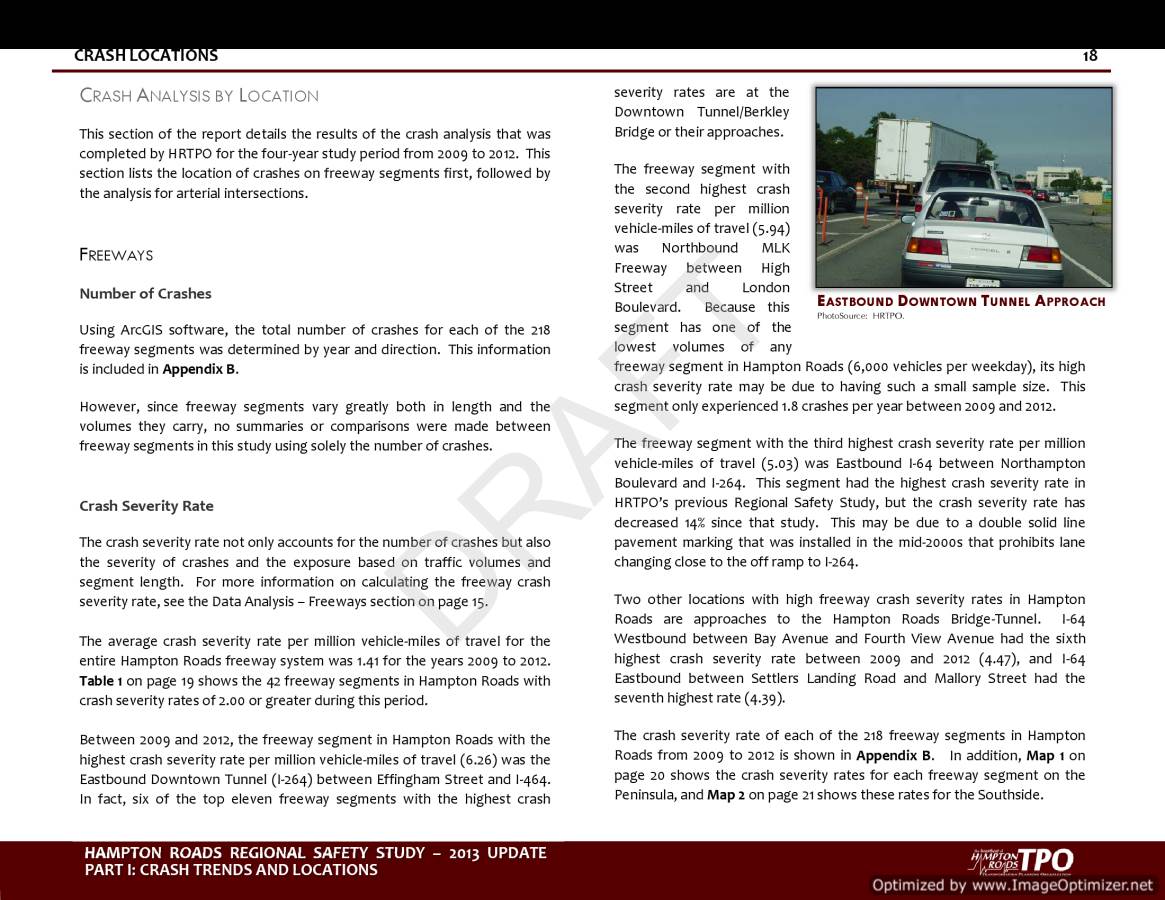 CRASH LOCATIONS
18
CRASH ANALYSIS BY LOCATION
This section of the report details the results of the crash analysis that was
completed by HRTPO for the four-year study period from 2009 to 2012. This
section lists the location of crashes on freeway segments first, followed by
the analysis for arterial intersections.
FREEWAYS
Number of Crashes
Using ArcGIS software, the total number of crashes for each of the 218
freeway segments was determined by year and direction. This information
is included in Appendix B.
However, since freeway segments vary greatly both in length and the
volumes they carry, no summaries or comparisons were made between
freeway segments in this study using solely the number of crashes.
Crash Severity Rate
The crash severity rate not only accounts for the number of crashes but also
the severity of crashes and the exposure based on traffic volumes and
segment length. For more information on calculating the freeway crash
severity rate, see the Data Analysis – Freeways section on page 15.
The average crash severity rate per million vehicle-miles of travel for the
entire Hampton Roads freeway system was 1.41 for the years 2009 to 2012.
Table 1 on page 19 shows the 42 freeway segments in Hampton Roads with
crash severity rates of 2.00 or greater during this period.
Between 2009 and 2012, the freeway segment in Hampton Roads with the
highest crash severity rate per million vehicle-miles of travel (6.26) was the
Eastbound Downtown Tunnel (I-264) between Effingham Street and I-464.
In fact, six of the top eleven freeway segments with the highest crash
severity rates are at the
Downtown Tunnel/Berkley
Bridge or their approaches.
The freeway segment with
the second highest crash
severity rate per million
vehicle-miles of travel (5.94)
was Northbound MLK
Freeway between High
Street and London
Boulevard. Because this
segment has one of the
lowest volumes of any
freeway segment in Hampton Roads (6,000 vehicles per weekday), its high
crash severity rate may be due to having such a small sample size. This
segment only experienced 1.8 crashes per year between 2009 and 2012.
EASTBOUND DOWNTOWN TUNNEL APPROACH
PhotoSource: HRTPO.
The freeway segment with the third highest crash severity rate per million
vehicle-miles of travel (5.03) was Eastbound I-64 between Northampton
Boulevard and I-264. This segment had the highest crash severity rate in
HRTPO's previous Regional Safety Study, but the crash severity rate has
decreased 14% since that study. This may be due to a double solid line
pavement marking that was installed in the mid-2000s that prohibits lane
changing close to the off ramp to I-264.
Two other locations with high freeway crash severity rates in Hampton
Roads are approaches to the Hampton Roads Bridge-Tunnel. I-64
Westbound between Bay Avenue and Fourth View Avenue had the sixth
highest crash severity rate between 2009 and 2012 (4.47), and I-64
Eastbound between Settlers Landing Road and Mallory Street had the
seventh highest rate (4.39).
The crash severity rate of each of the 218 freeway segments in Hampton
Roads from 2009 to 2012 is shown in Appendix B. In addition, Map 1 on
page 20 shows the crash severity rates for each freeway segment on the
Peninsula, and Map 2 on page 21 shows these rates for the Southside.
DRAFT
HAMPTON ROADS REGIONAL SAFETY STUDY – 2013 UPDATE
PART I: CRASH TRENDS AND LOCATIONS
HAMPTON
ROADS TPO
Optimized by www.ImageOptimizer.net